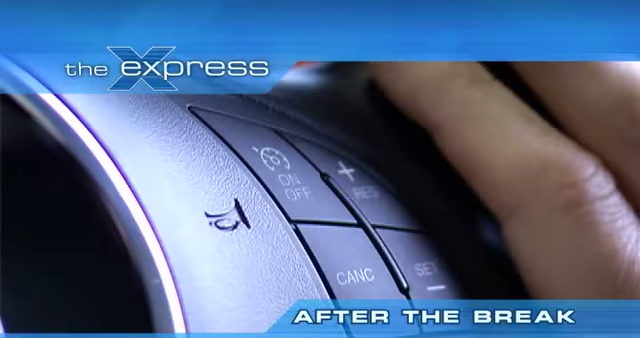 the express
ON
OFF
+
RES
CANC
SET
–
AFTER THE BREAK